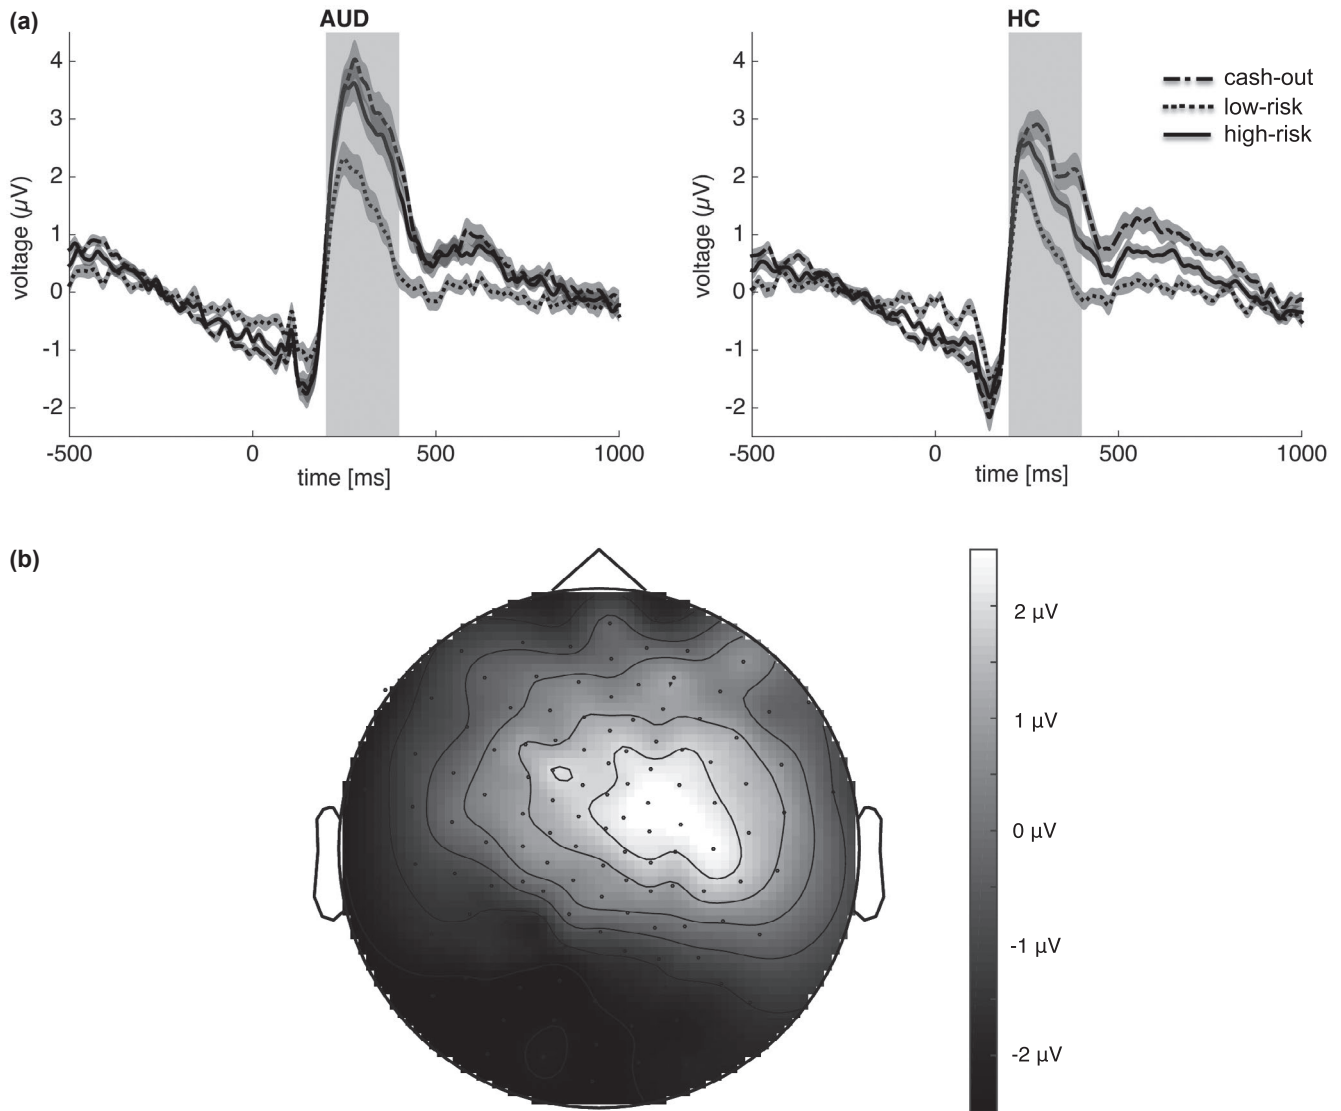 (a)
AUD
HC
4
3
2
1
0
-1
-2
voltage (µV)
-500
0
500
1000
time [ms]
4
3
2
1
0
-1
-2
voltage (µV)
-500
0
500
1000
time [ms]
cash-out
low-risk
high-risk
(b)
2 µV
1 µV
0 µV
-1 µV
-2 µV